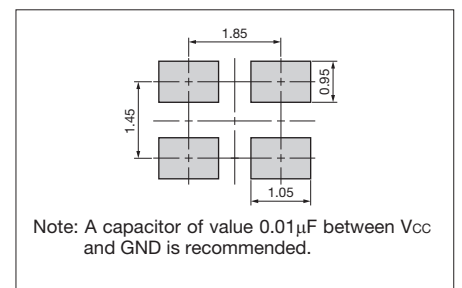 1.85
0.95
1.45
1.05
Note: A capacitor of value 0.01μF between Vcc
and GND is recommended.